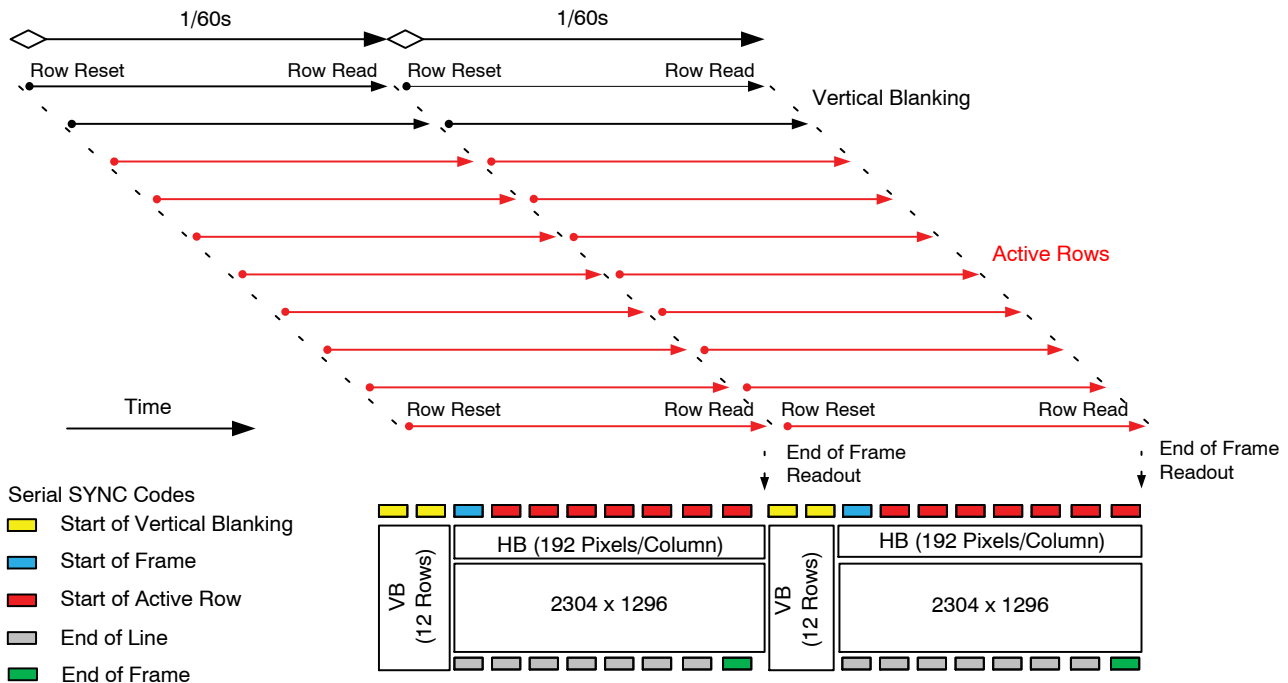 1/60s
1/60s
Row Reset
Row Read
Row Reset
Row Read
Vertical Blanking
Active Rows
Time
Row Reset
Row Read
Row Reset
Row Read
End of Frame
Readout
End of Frame
Readout
Serial SYNC Codes
Start of Vertical Blanking
Start of Frame
Start of Active Row
End of Line
End of Frame
VB
(12 Rows)
HB (192 Pixels/Column)
2304 x 1296
VB
(12 Rows)
HB (192 Pixels/Column)
2304 x 1296